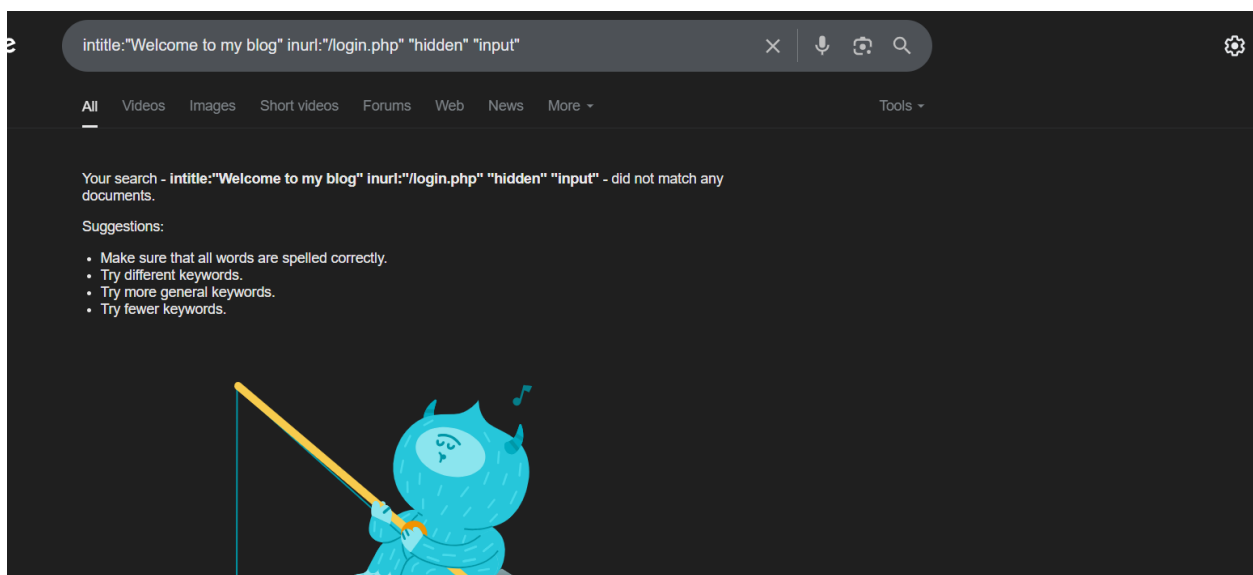 e
intitle:"Welcome to my blog" inurl:"/login.php" "hidden" "input"
All Videos Images Short videos Forums Web News More Tools
Your search - intitle:"Welcome to my blog" inurl:"/login.php" "hidden" "input" - did not match any
documents.
Suggestions:
• Make sure that all words are spelled correctly.
• Try different keywords.
• Try more general keywords.
• Try fewer keywords.